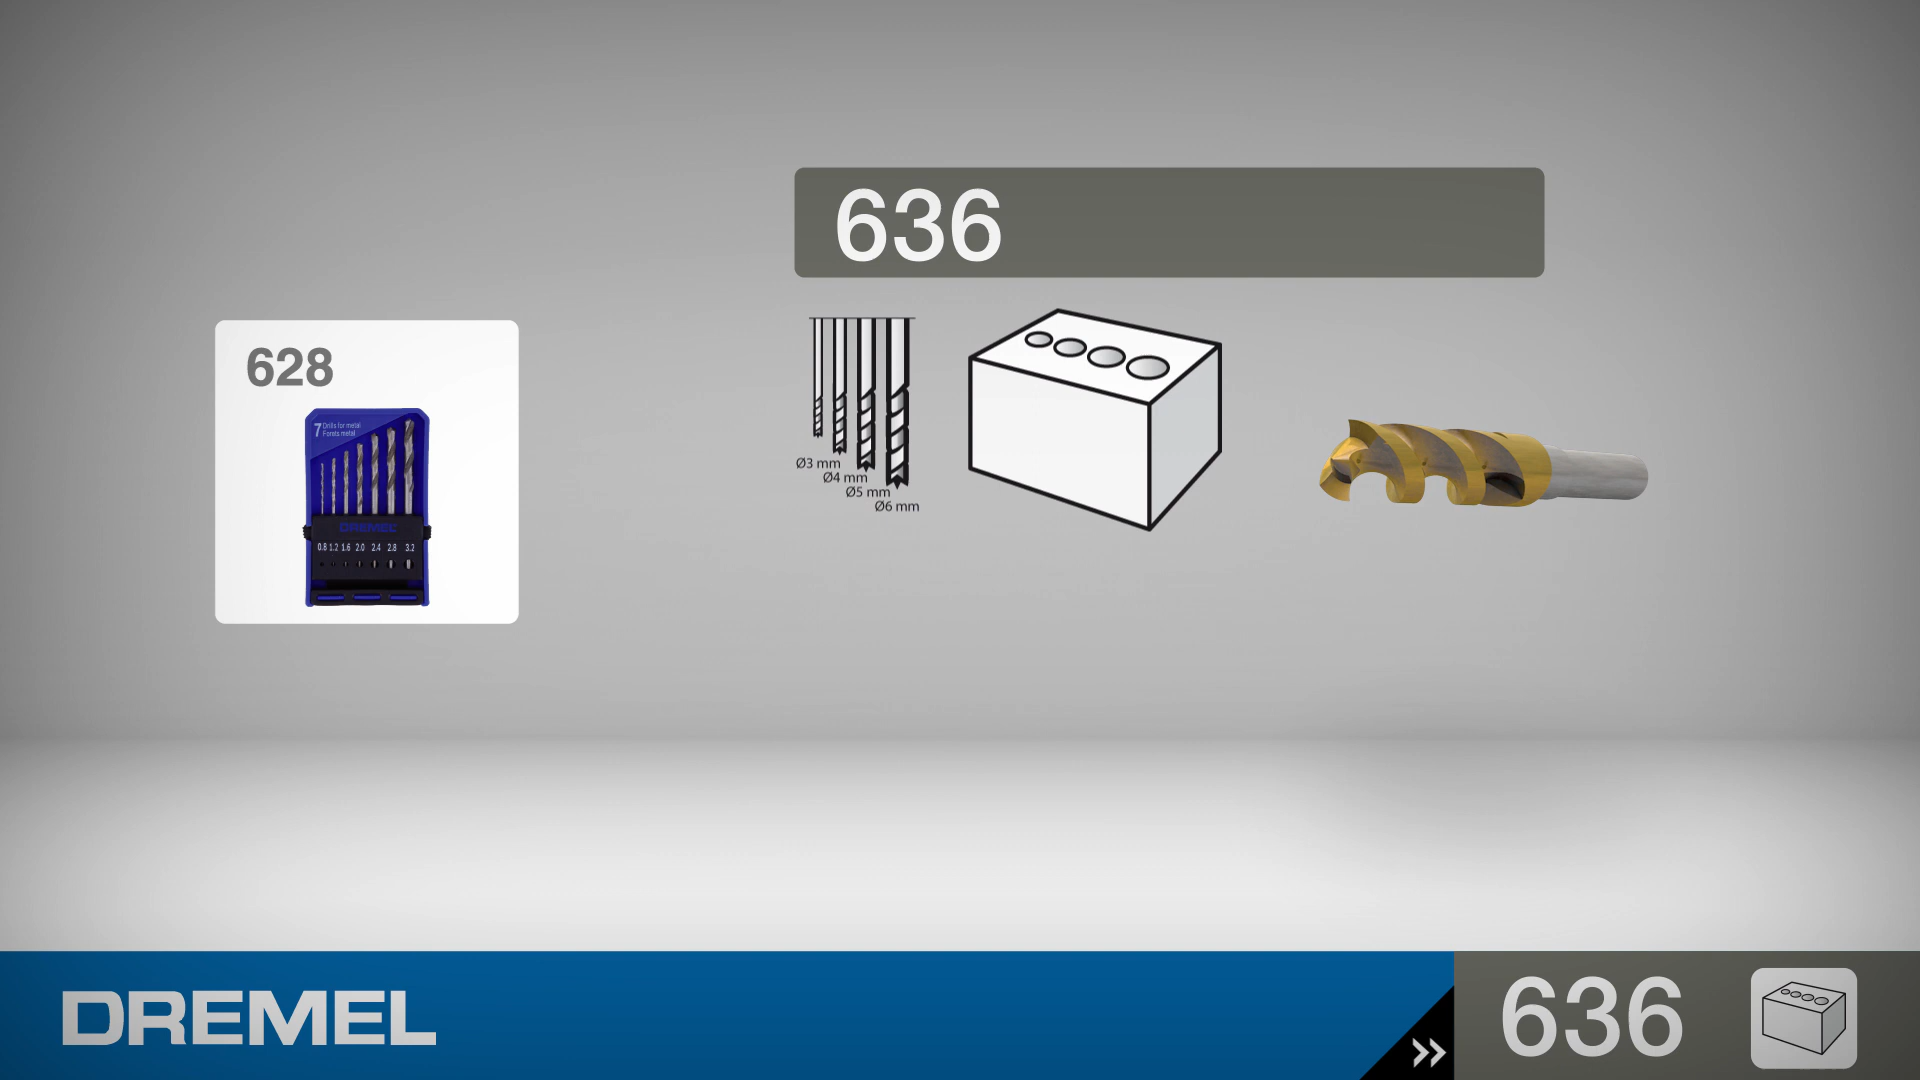 636
628
7 Drills for metal
Forets metal
DREMEL
0.8 1.2 1.6 2.0 2.4 2.8 3.2
Ø3 mm
Ø4 mm
Ø5 mm
Ø6 mm
DREMEL
636